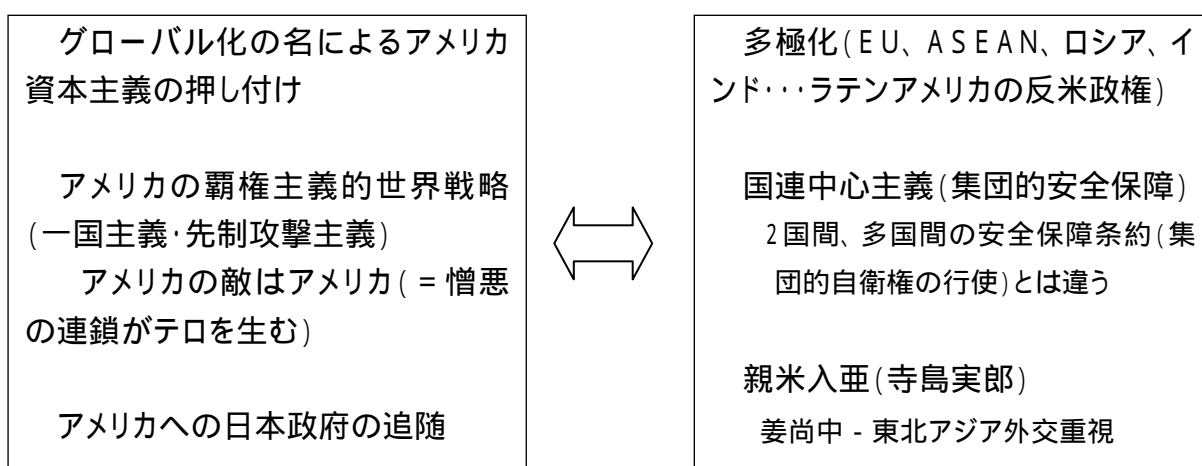 グローバル化の名によるアメリカ
資本主義の押し付け
アメリカの覇権主義的世界戦略
(一国主義・先制攻撃主義)
アメリカの敵はアメリカ(=憎悪
の連鎖がテロを生む)
アメリカへの日本政府の追随
多極化(EU、ASEAN、ロシア、イ
ンド・・・ラテンアメリカの反米政権)
国連中心主義(集団的安全保障)
2国間、多国間の安全保障条約(集
団的自衛権の行使)とは違う
親米入亜(寺島実郎)
姜尚中 - 東北アジア外交重視